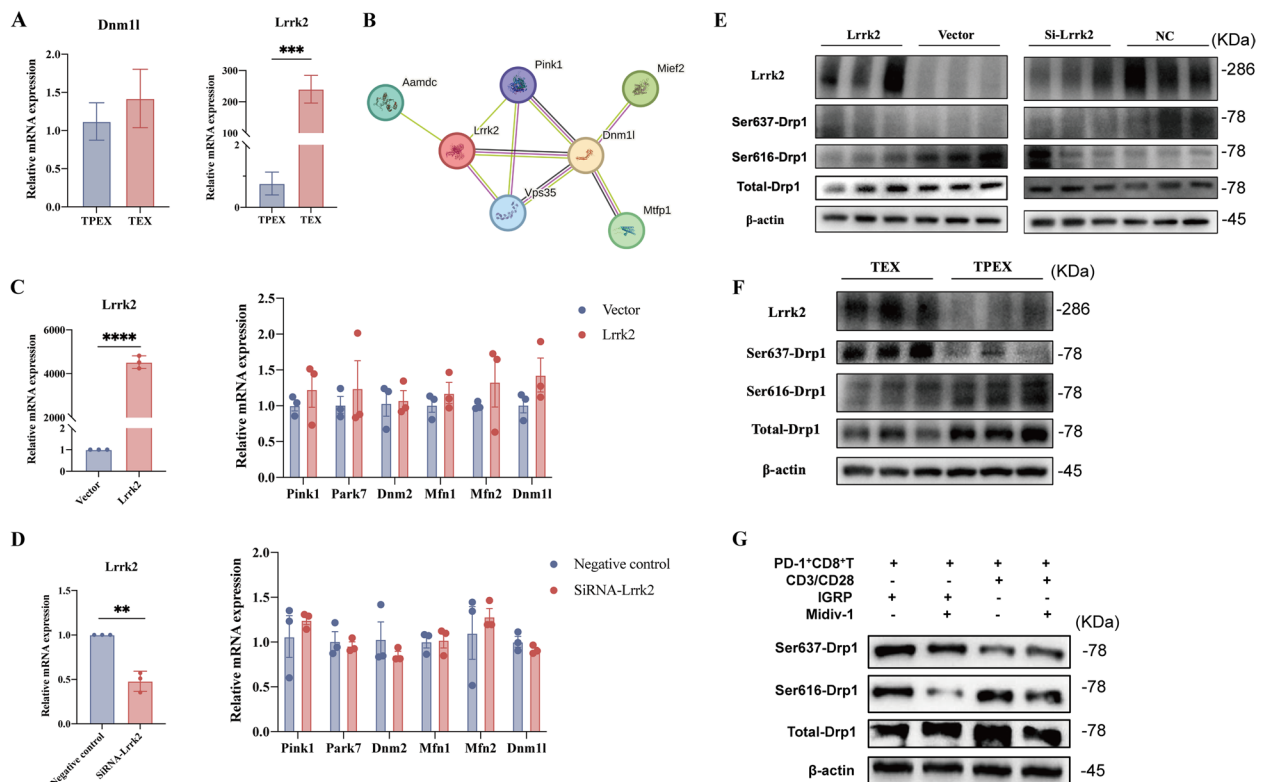 A
Dnm1l
Relative mRNA expression
2.0
1.5
1.0
0.5
0.0
TPEX TEX
Lrrk2
***
Relative mRNA expression
300
200
100
2
0
TPEX TEX
B
Aamdc
Pink1
Mief2
Lrrk2
Dnm1l
Vps35
Mtfp1
C
Lrrk2
****
Relative mRNA expression
6000
4000
2000
1
0
Vector
Lrrk2
Relative mRNA expression
2.5
2.0
1.5
1.0
0.5
0.0
Pink1 Park7 Dnm2 Mfn1 Mfn2 Dnm1l
Vector
Lrrk2
D
Lrrk2
**
Relative mRNA expression
1.5
1.0
0.5
0.0
Negative control
SiRNA-Lrrk2
Relative mRNA expression
2.0
1.5
1.0
0.5
0.0
Pink1 Park7 Dnm2 Mfn1 Mfn2 Dnm1l
Negative control
SiRNA-Lrrk2
E
Lrrk2 Vector Si-Lrrk2 NC (KDa)
Lrrk2 -286
Ser637-Drp1 -78
Ser616-Drp1 -78
Total-Drp1 -78
β-actin -45
F
TEX TPEX (KDa)
Lrrk2 -286
Ser637-Drp1 -78
Ser616-Drp1 -78
Total-Drp1 -78
β-actin -45
G
PD-1⁺CD8⁺T + + + +
CD3/CD28 - - + +
IGRP + + - -
Midiv-1 - + - +
(KDa)
Ser637-Drp1 -78
Ser616-Drp1 -78
Total-Drp1 -78
β-actin -45